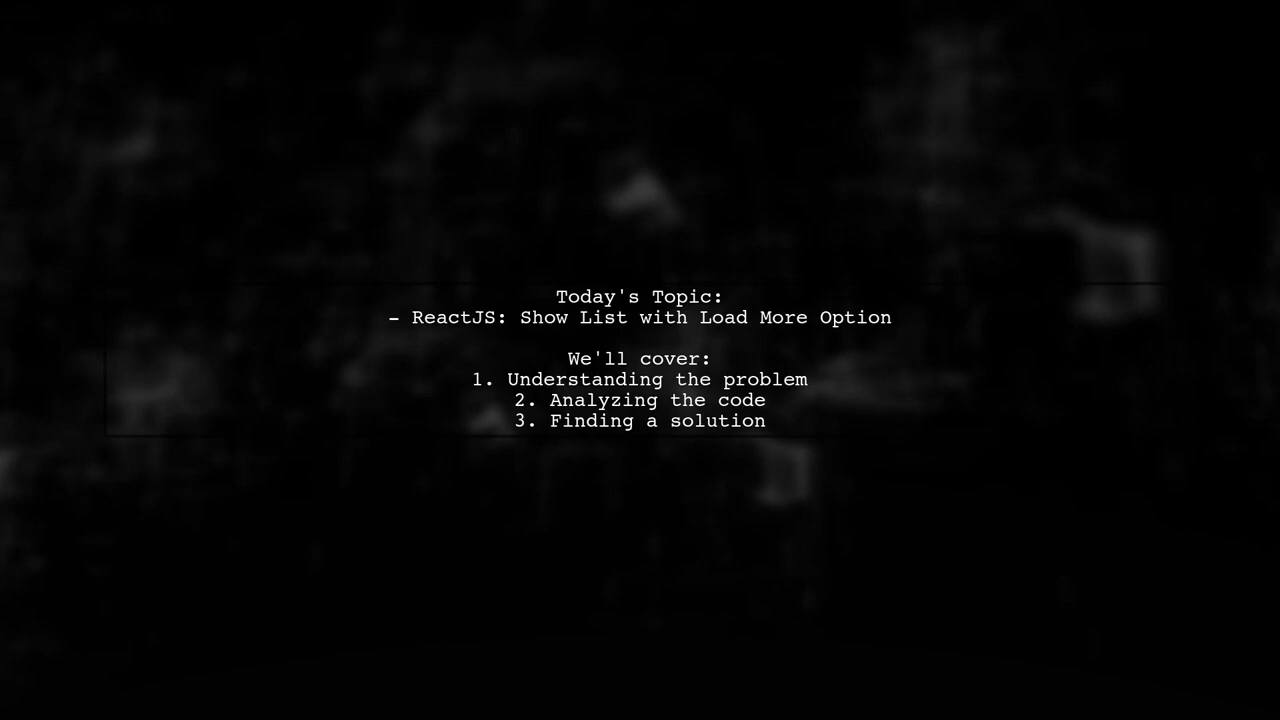 Today's Topic:
- ReactJS: Show List with Load More Option
We'll cover:
1. Understanding the problem
2. Analyzing the code
3. Finding a solution